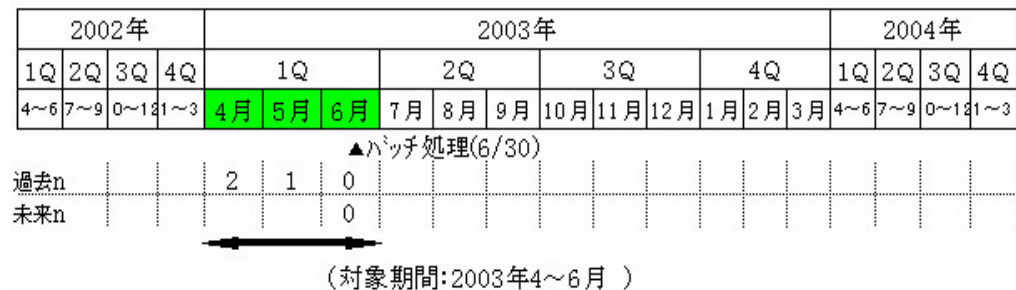 2002年 2003年 2004年
1Q 2Q 3Q 4Q 1Q 2Q 3Q 4Q 1Q 2Q 3Q 4Q
4～6 7～9 0～12 1～3 4月 5月 6月 7月 8月 9月 10月 11月 12月 1月 2月 3月 4～6 7～9 0～12 1～3
▲ﾊﾞｯﾁ処理(6/30)
過去n 2 1 0
未来n 0
(対象期間:2003年4～6月 )